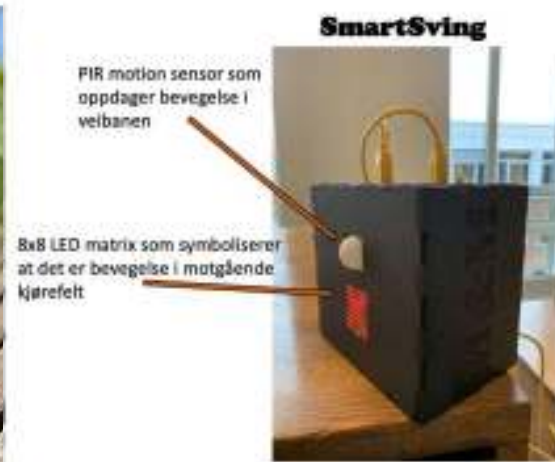 SmartSving
PIR motion sensor som
oppdager bevegelse i
veibanen
8x8 LED matrix som symboliserer
at det er bevegelse i motgående
kjørefelt